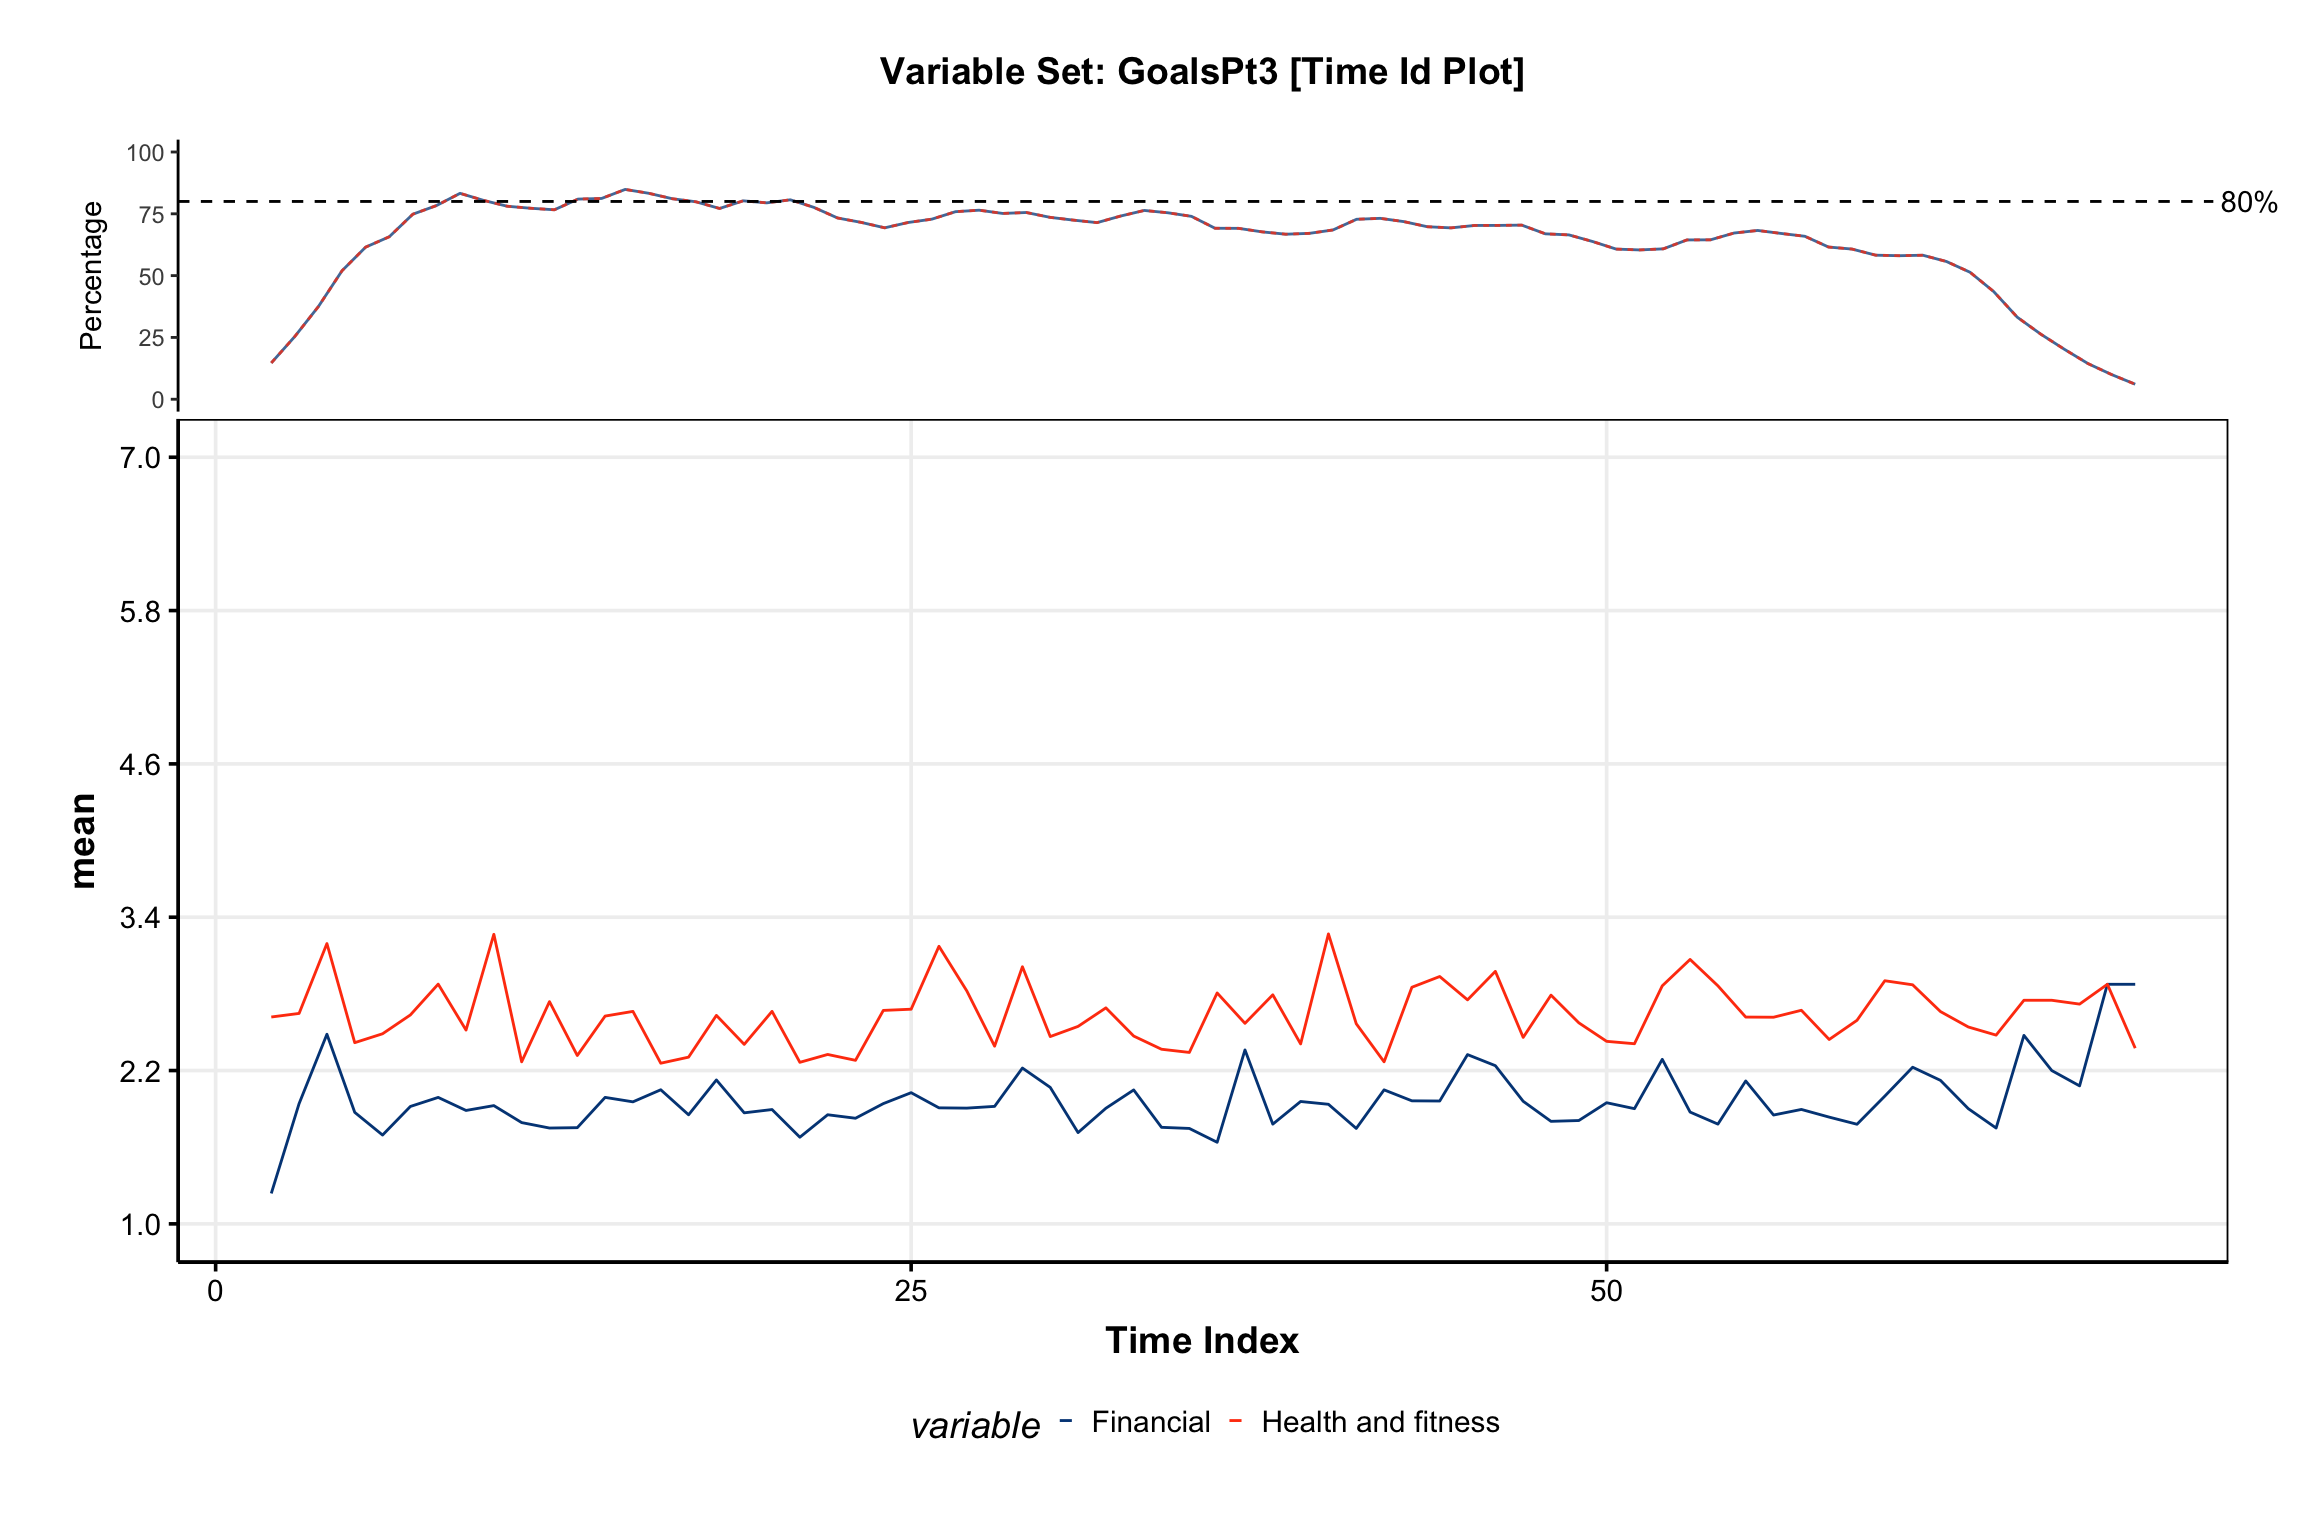 Variable Set: GoalsPt3 [Time Id Plot]
Percentage
100
75
50
25
0
80%
mean
7.0
5.8
4.6
3.4
2.2
1.0
0 25 50
Time Index
variable Financial Health and fitness